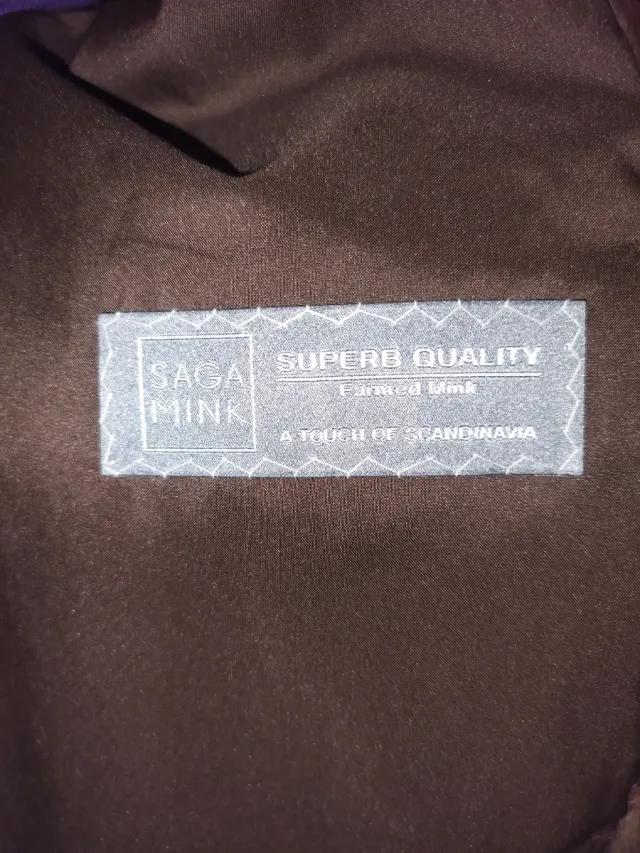 SAGA
MINK
SUPERB QUALITY
Farmed Mink
A TOUCH OF SCANDINAVIA